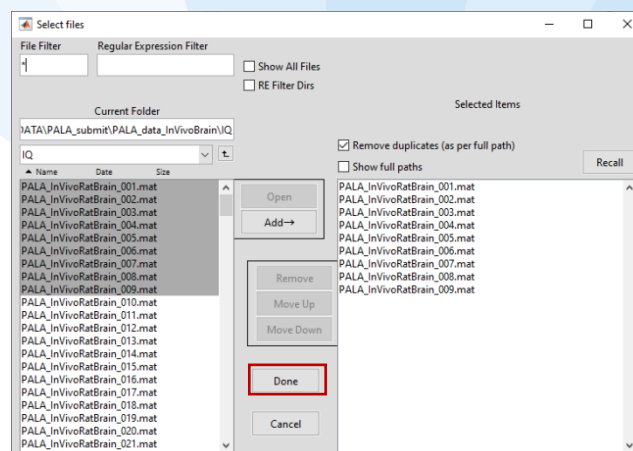 Select files
File Filter
Regular Expression Filter
*
Show All Files
RE Filter Dirs
Current Folder
Selected Items
)ATA\PALA_submit\PALA_data_InVivoBrain\IQ
Remove duplicates (as per full path)
IQ
Show full paths
Recall
Name Date Size
PALA_InVivoRatBrain_001.mat
PALA_InVivoRatBrain_002.mat
PALA_InVivoRatBrain_003.mat
PALA_InVivoRatBrain_004.mat
PALA_InVivoRatBrain_005.mat
PALA_InVivoRatBrain_006.mat
PALA_InVivoRatBrain_007.mat
PALA_InVivoRatBrain_008.mat
PALA_InVivoRatBrain_009.mat
PALA_InVivoRatBrain_010.mat
PALA_InVivoRatBrain_011.mat
PALA_InVivoRatBrain_012.mat
PALA_InVivoRatBrain_013.mat
PALA_InVivoRatBrain_014.mat
PALA_InVivoRatBrain_015.mat
PALA_InVivoRatBrain_016.mat
PALA_InVivoRatBrain_017.mat
PALA_InVivoRatBrain_018.mat
PALA_InVivoRatBrain_019.mat
PALA_InVivoRatBrain_020.mat
PALA_InVivoRatBrain_021.mat
Open
Add→
Remove
Move Up
Move Down
Done
Cancel
PALA_InVivoRatBrain_001.mat
PALA_InVivoRatBrain_002.mat
PALA_InVivoRatBrain_003.mat
PALA_InVivoRatBrain_004.mat
PALA_InVivoRatBrain_005.mat
PALA_InVivoRatBrain_006.mat
PALA_InVivoRatBrain_007.mat
PALA_InVivoRatBrain_008.mat
PALA_InVivoRatBrain_009.mat